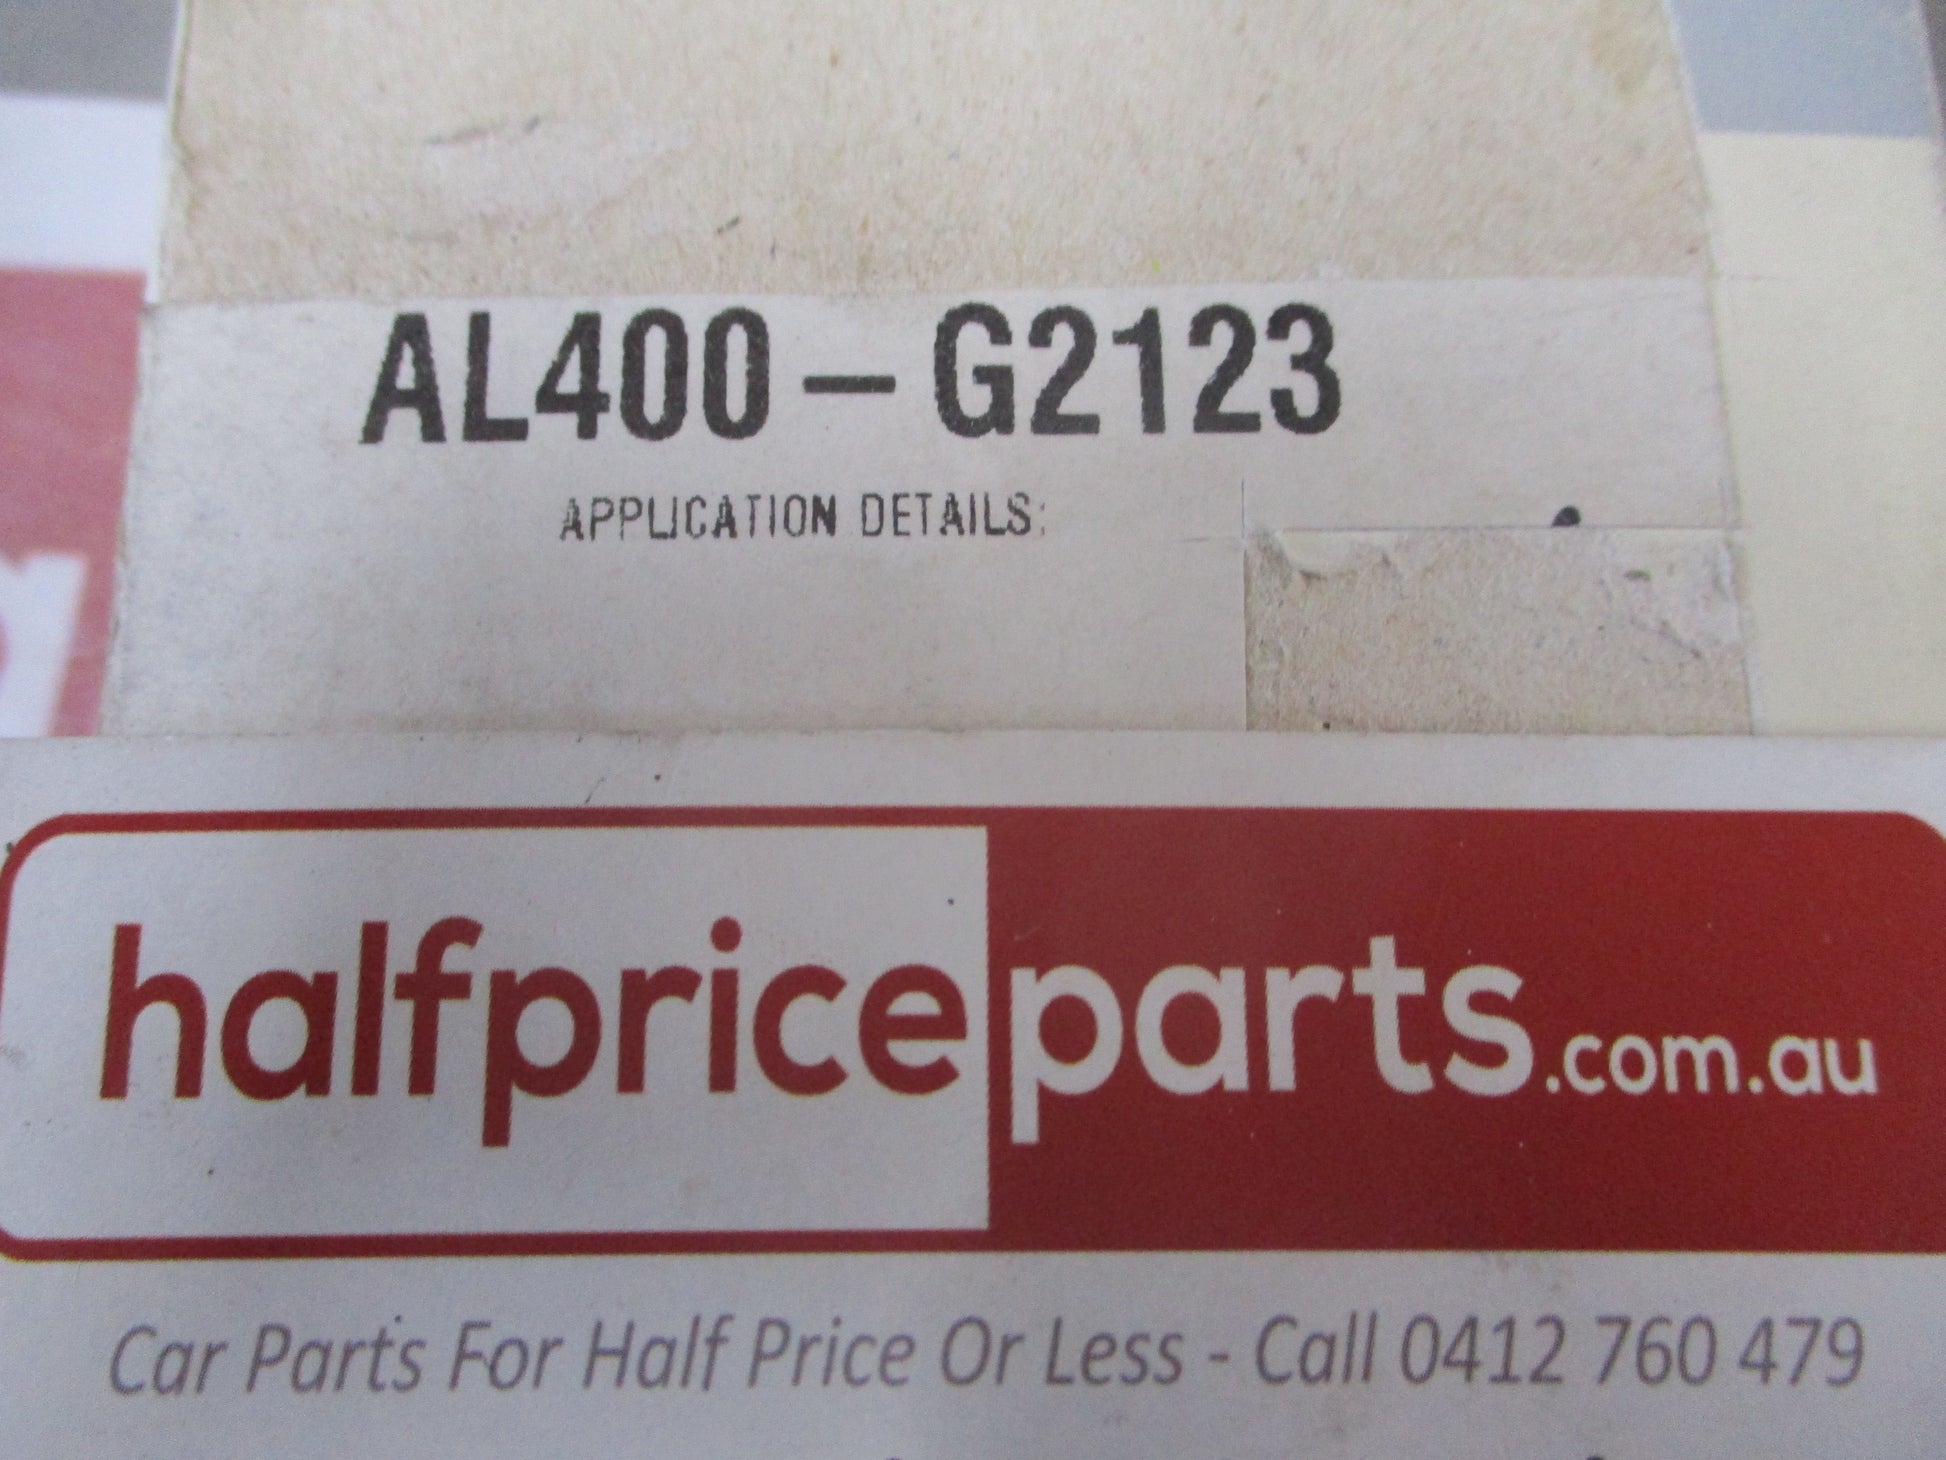 AL400-G2123
APPLICATION DETAILS:
halfpriceparts.com.au
Car Parts For Half Price Or Less - Call 0412 760 479